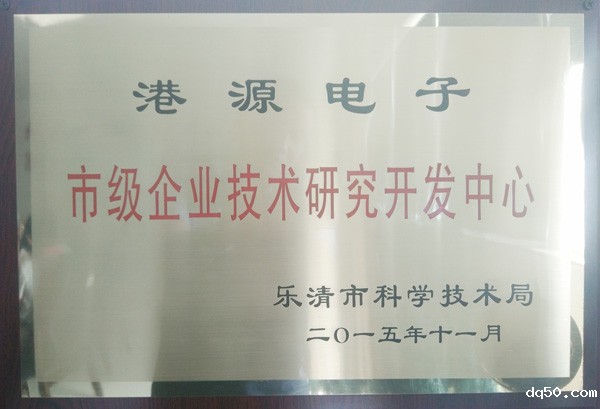 港源电子
市级企业技术研究开发中心
乐清市科学技术局
二O一五年十一月
dq50.com